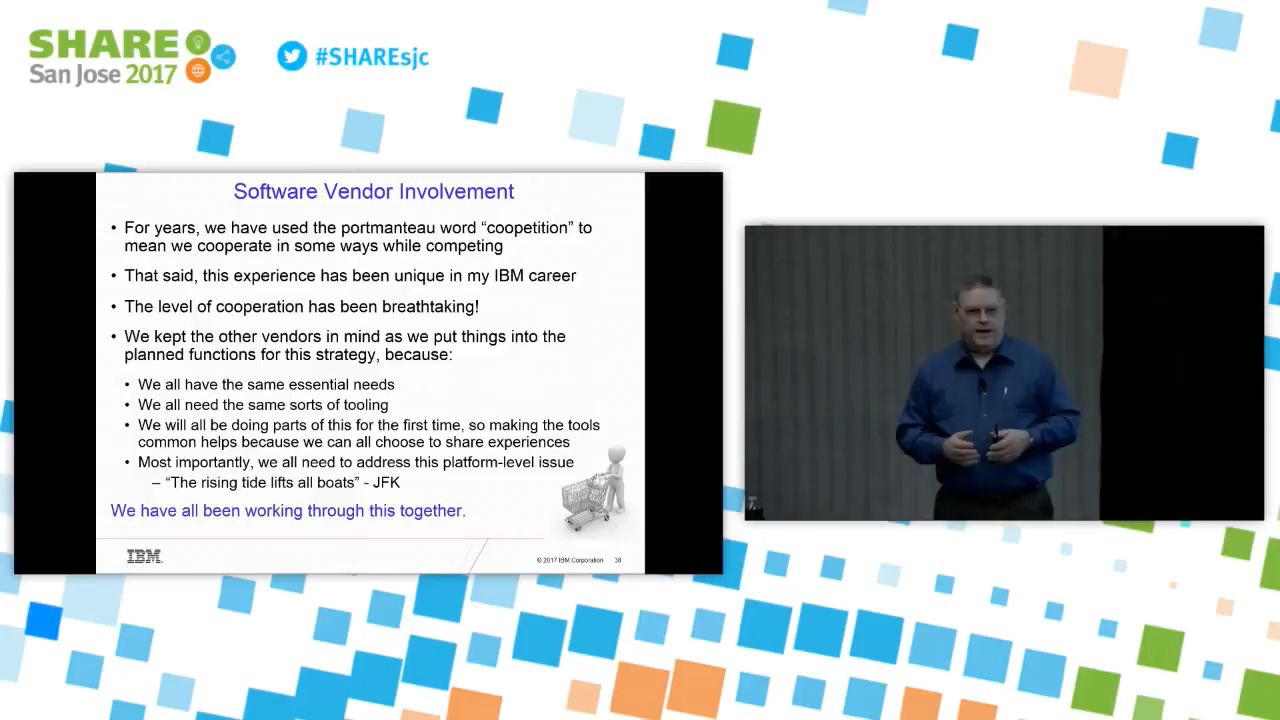 SHARE
San Jose 2017
#SHAREsjc
Software Vendor Involvement
• For years, we have used the portmanteau word “coopetition” to
mean we cooperate in some ways while competing
• That said, this experience has been unique in my IBM career
• The level of cooperation has been breathtaking!
• We kept the other vendors in mind as we put things into the
planned functions for this strategy, because:
• We all have the same essential needs
• We all need the same sorts of tooling
• We will all be doing parts of this for the first time, so making the tools
common helps because we can all choose to share experiences
• Most importantly, we all need to address this platform-level issue
– “The rising tide lifts all boats” - JFK
We have all been working through this together.
IBM
© 2017 IBM Corporation 38